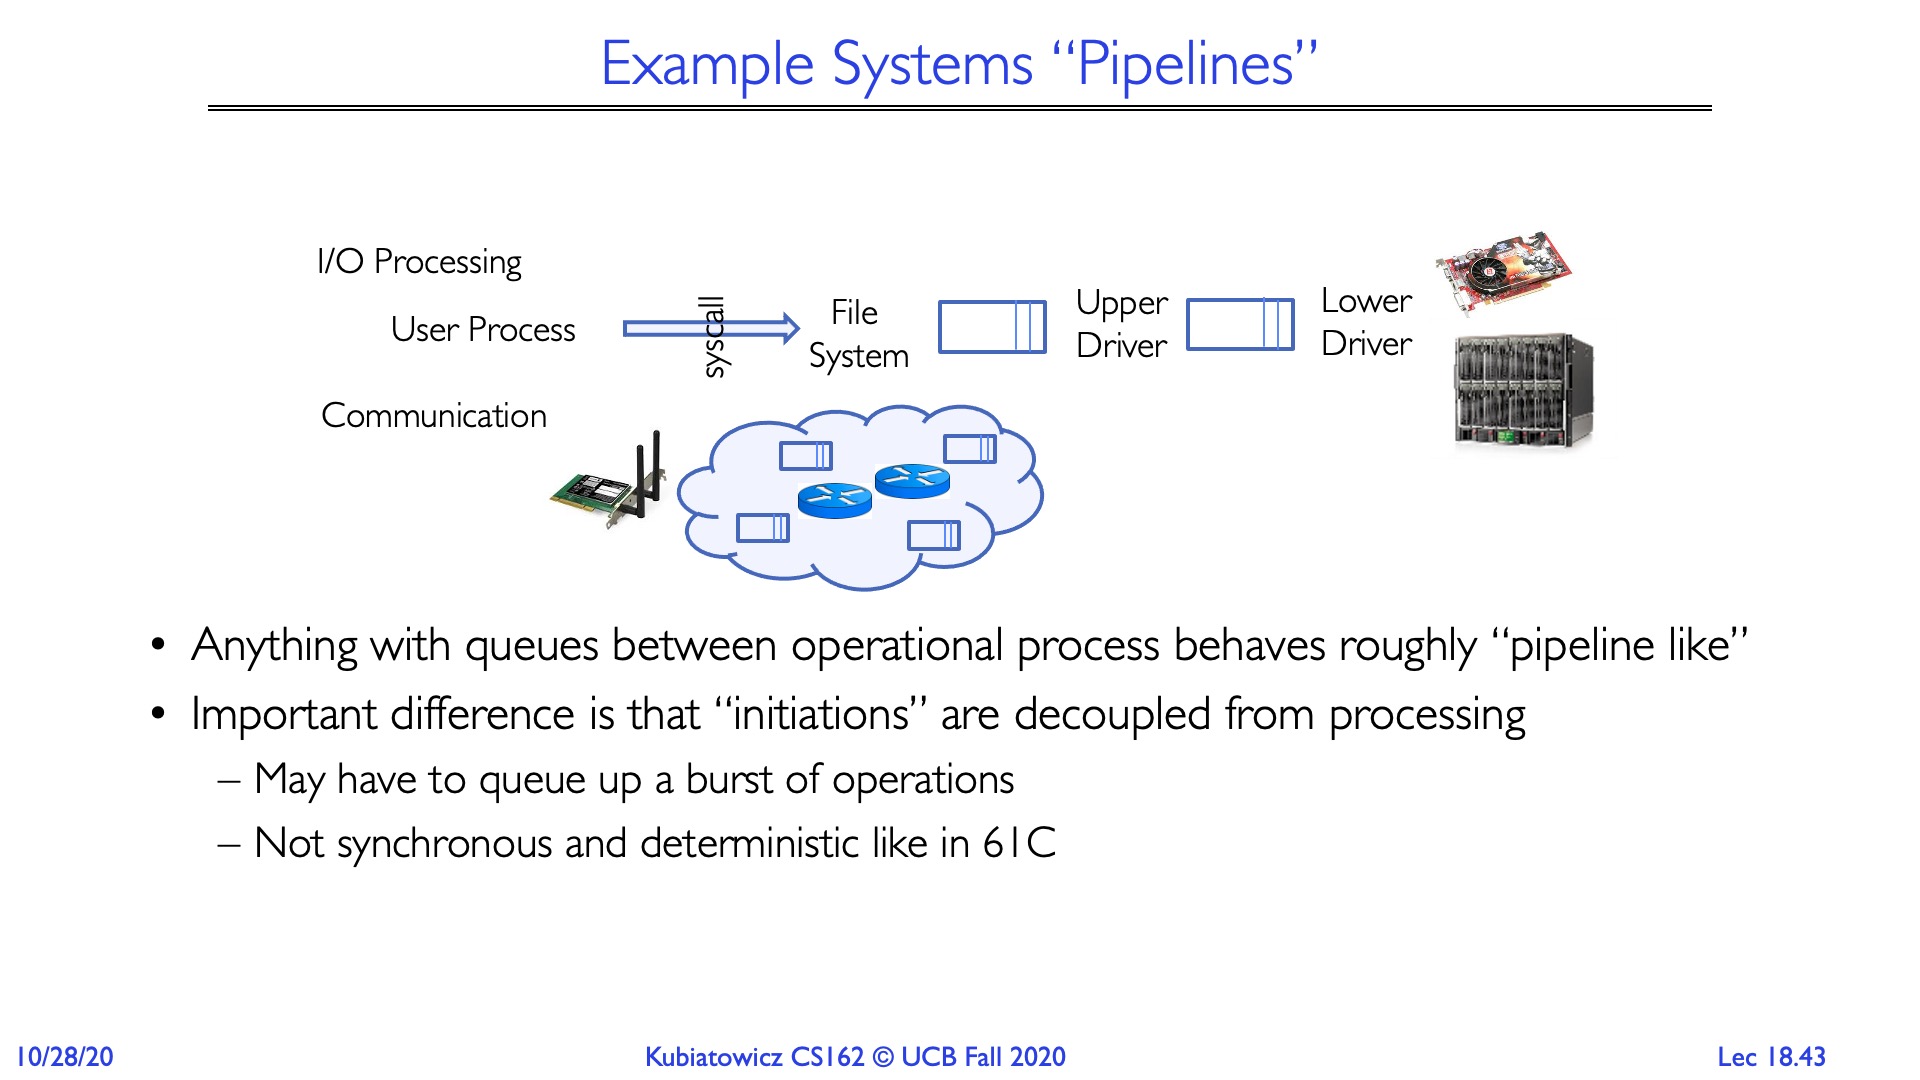 Example Systems “Pipelines”
I/O Processing
User Process
syscall
File
System
Upper
Driver
Lower
Driver
Communication
• Anything with queues between operational process behaves roughly “pipeline like”
• Important difference is that “initiations” are decoupled from processing
– May have to queue up a burst of operations
– Not synchronous and deterministic like in 61C
10/28/20
Kubiatowicz CS162 © UCB Fall 2020
Lec 18.43